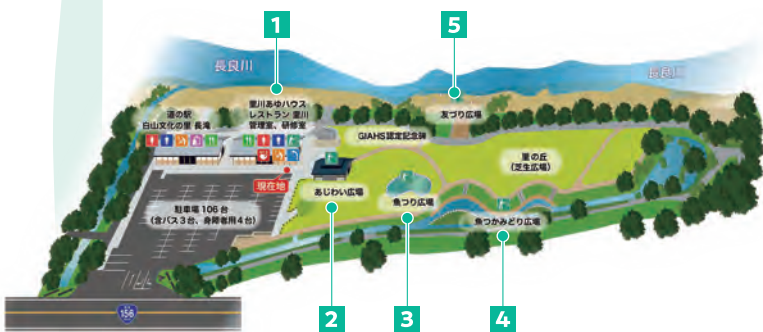 1
5
長良川
長良川
道の駅
白山文化の里 長滝
里川あゆハウス
レストラン 里川
管理室、研修室
友づり広場
GIAHS認定記念碑
里の丘
(芝生広場)
現在地
あじわい広場
魚つり広場
魚つかみどり広場
駐車場 106 台
(含バス3台、身障者用4台)
156
2
3
4